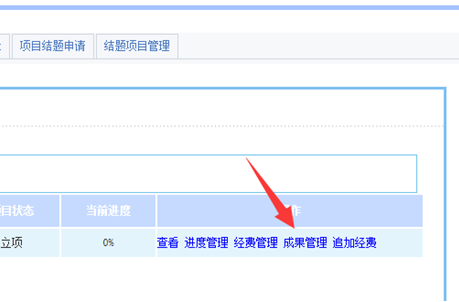 项目结题申请 结题项目管理
目状态 当前进度 作
立项 0% 查看 进度管理 经费管理 成果管理 追加经费